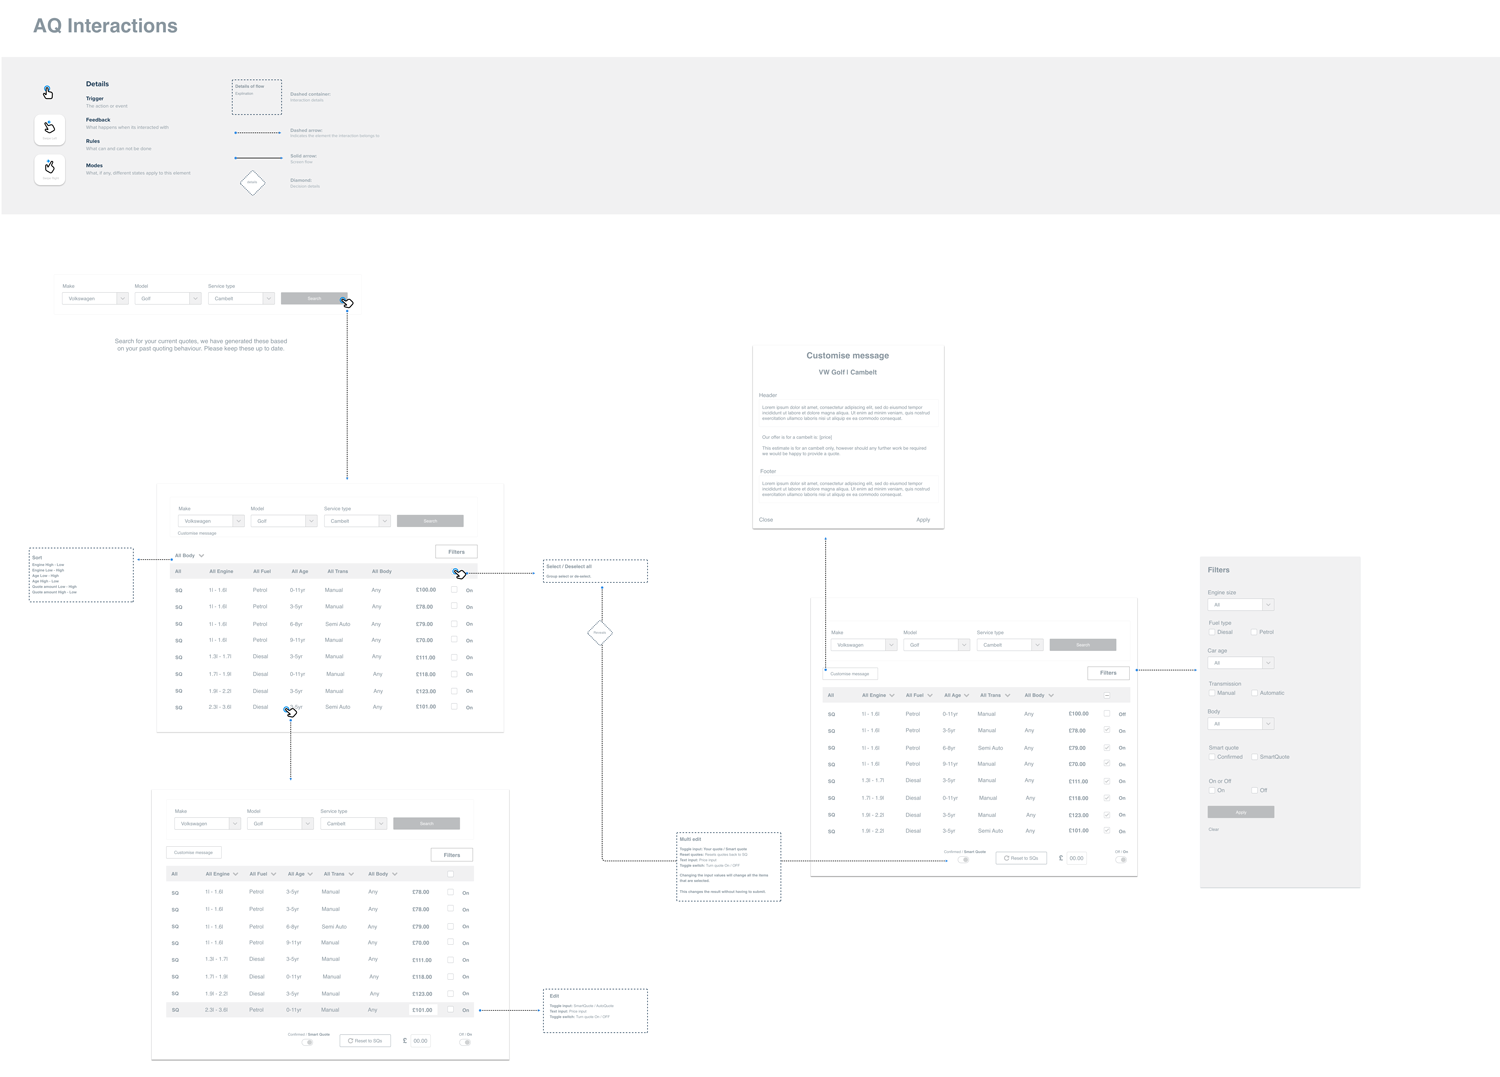 AQ Interactions
Details
Trigger
The action or event
Feedback
What happens when its interacted with
Rules
What can and can not be done
Modes
What, if any, different states apply to this element
Details of flow
Explanation
Dashed container:
Interaction details
Dashed arrow:
Indicates the element the interaction belongs to
Solid arrow:
Screen flow
Diamond:
Decision details
Make
Model
Service type
Volkswagen
Golf
Cambelt
Search
Search for your current quotes, we have generated these based
on your past quoting behaviour. Please keep these up to date.
Customise message
VW Golf | Cambelt
Header
Lorem ipsum dolor sit amet, consectetur adipiscing elit, sed do eiusmod tempor
incididunt ut labore et dolore magna aliqua. Ut enim ad minim veniam, quis nostrud
exercitation ullamco laboris nisi ut aliquip ex ea commodo consequat.
Our offer is for a cambelt is: [price]
This estimate is for an cambelt only, however should any further work be required
we would be happy to provide a quote.
Footer
Lorem ipsum dolor sit amet, consectetur adipiscing elit, sed do eiusmod tempor
incididunt ut labore et dolore magna aliqua. Ut enim ad minim veniam, quis nostrud
exercitation ullamco laboris nisi ut aliquip ex ea commodo consequat.
Close
Apply
Make
Model
Service type
Volkswagen
Golf
Cambelt
Search
Customise message
All Body
Filters
All All Engine All Fuel All Age All Trans All Body
SQ 1l - 1.6l Petrol 0-11yr Manual Any £100.00 On
SQ 1l - 1.6l Petrol 3-5yr Manual Any £78.00 On
SQ 1l - 1.6l Petrol 6-8yr Semi Auto Any £79.00 On
SQ 1l - 1.6l Petrol 9-11yr Manual Any £70.00 On
SQ 1.3l - 1.7l Diesal 3-5yr Manual Any £111.00 On
SQ 1.7l - 1.9l Diesal 0-11yr Manual Any £118.00 On
SQ 1.9l - 2.2l Diesal 3-5yr Manual Any £123.00 On
SQ 2.3l - 3.6l Diesal Semi Auto Any £101.00 On
Sort
Engine High - Low
Engine Low - High
Age Low - High
Age High - Low
Quote amount Low - High
Quote amount High - Low
Select / Deselect all
Group select or de-select.
Make
Model
Service type
Volkswagen
Golf
Cambelt
Search
Customise message
Filters
All All Engine All Fuel All Age All Trans All Body
SQ 1l - 1.6l Petrol 0-11yr Manual Any £100.00 Off
SQ 1l - 1.6l Petrol 3-5yr Manual Any £78.00 On
SQ 1l - 1.6l Petrol 6-8yr Semi Auto Any £79.00 On
SQ 1l - 1.6l Petrol 9-11yr Manual Any £70.00 On
SQ 1.3l - 1.7l Diesal 3-5yr Manual Any £111.00 On
SQ 1.7l - 1.9l Diesal 0-11yr Manual Any £118.00 On
SQ 1.9l - 2.2l Diesal 3-5yr Manual Any £123.00 On
SQ 1.9l - 2.2l Diesal 3-5yr Semi Auto Any £101.00 On
Confirmed / Smart Quote
Reset to SQs
£ 00.00
Off / On
Filters
Engine size
All
Fuel type
Diesal Petrol
Car age
All
Transmission
Manual Automatic
Body
All
Smart quote
Confirmed SmartQuote
On or Off
On Off
Apply
Clear
Make
Model
Service type
Volkswagen
Golf
Cambelt
Search
Customise message
Filters
All All Engine All Fuel All Age All Trans All Body
SQ 1l - 1.6l Petrol 3-5yr Manual Any £78.00 On
SQ 1l - 1.6l Petrol 3-5yr Manual Any £78.00 On
SQ 1l - 1.6l Petrol 6-8yr Semi Auto Any £79.00 On
SQ 1l - 1.6l Petrol 9-11yr Manual Any £70.00 On
SQ 1.3l - 1.7l Diesal 3-5yr Manual Any £111.00 On
SQ 1.7l - 1.9l Diesal 0-11yr Manual Any £118.00 On
SQ 1.9l - 2.2l Diesal 3-5yr Manual Any £123.00 On
SQ 2.3l - 3.6l Petrol 0-11yr Manual Any £101.00 On
Confirmed / Smart Quote
Reset to SQs
£ 00.00
Off / On
Multi edit
Toggle input: Your quote / Smart quote
Reset quotes: Resets quotes back to SQ
Text input: Price input
Toggle switch: Turn quote On / OFF
Changing the input values will change all the items
that are selected.
This changes the result without having to submit.
Edit
Toggle input: SmartQuote / AutoQuote
Text input: Price input
Toggle switch: Turn quote On / OFF